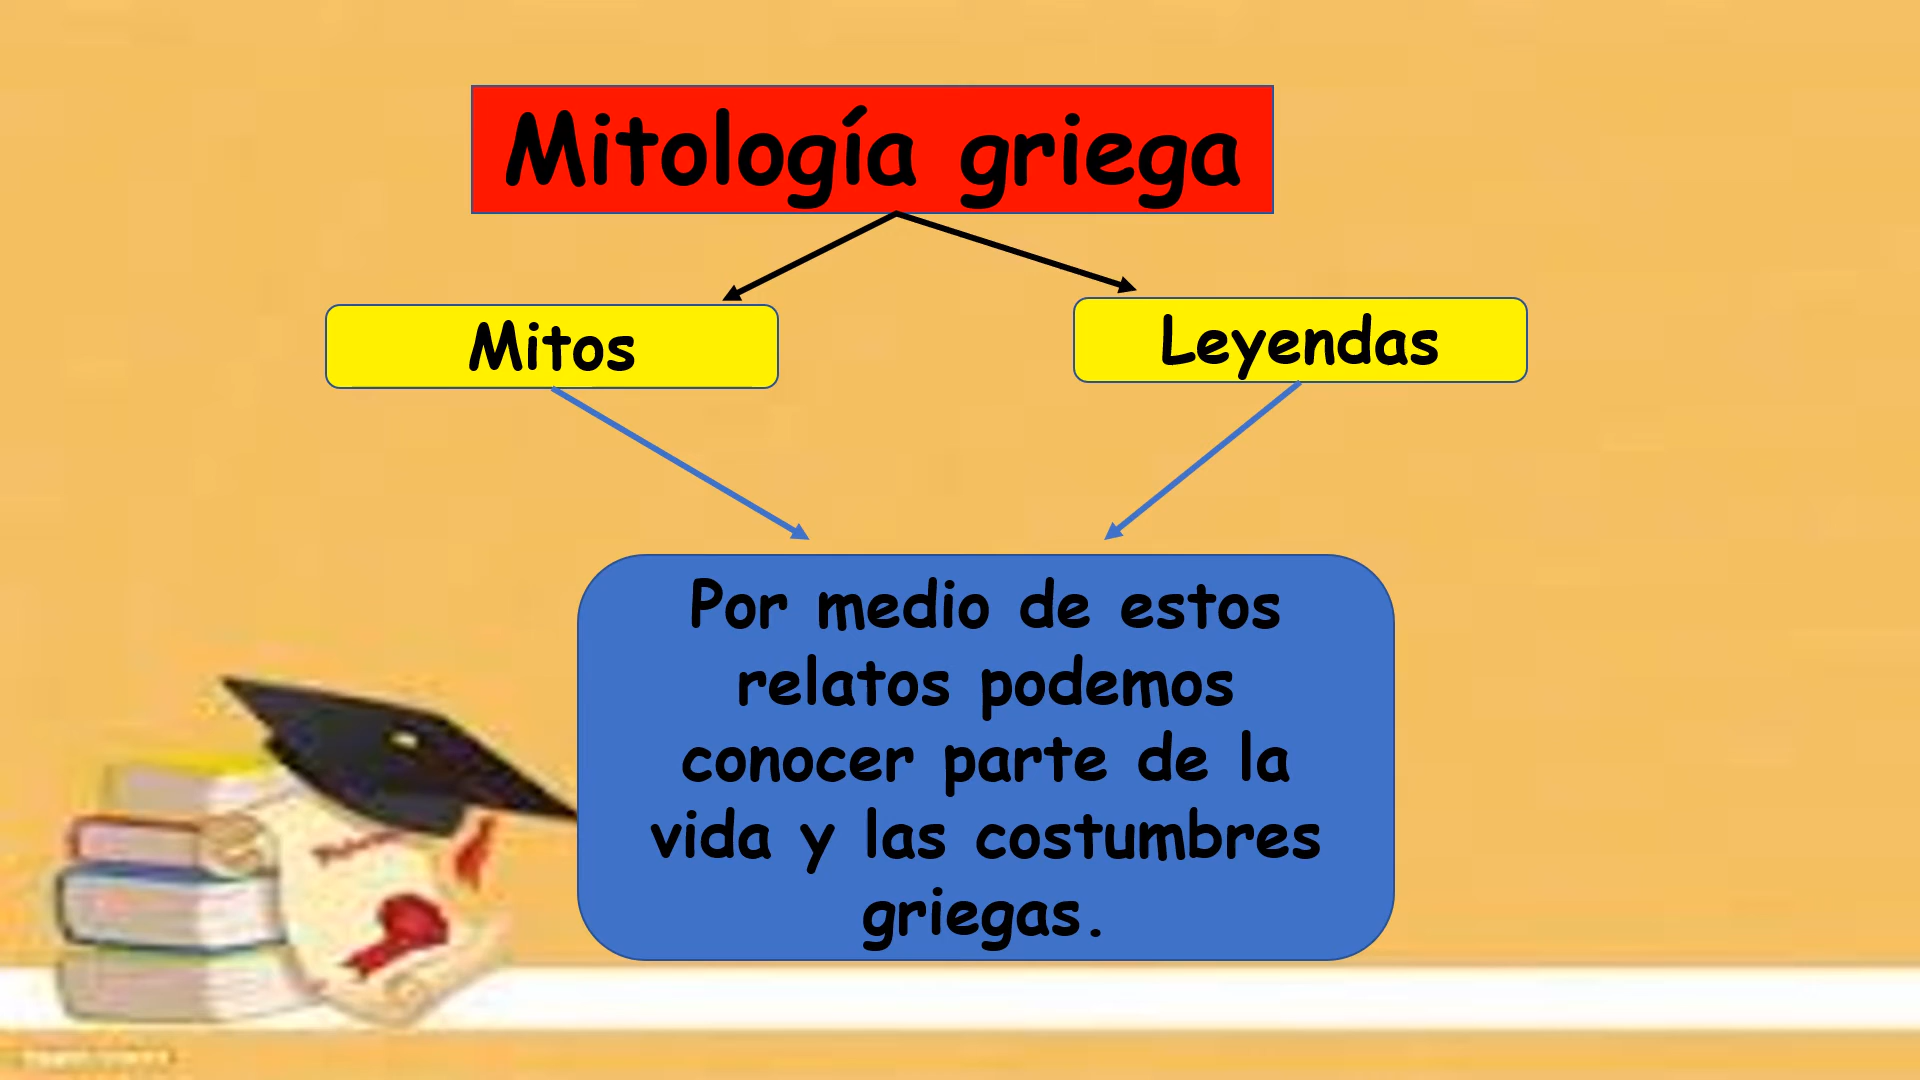 Mitología griega
Mitos
Leyendas
Por medio de estos
relatos podemos
conocer parte de la
vida y las costumbres
griegas.